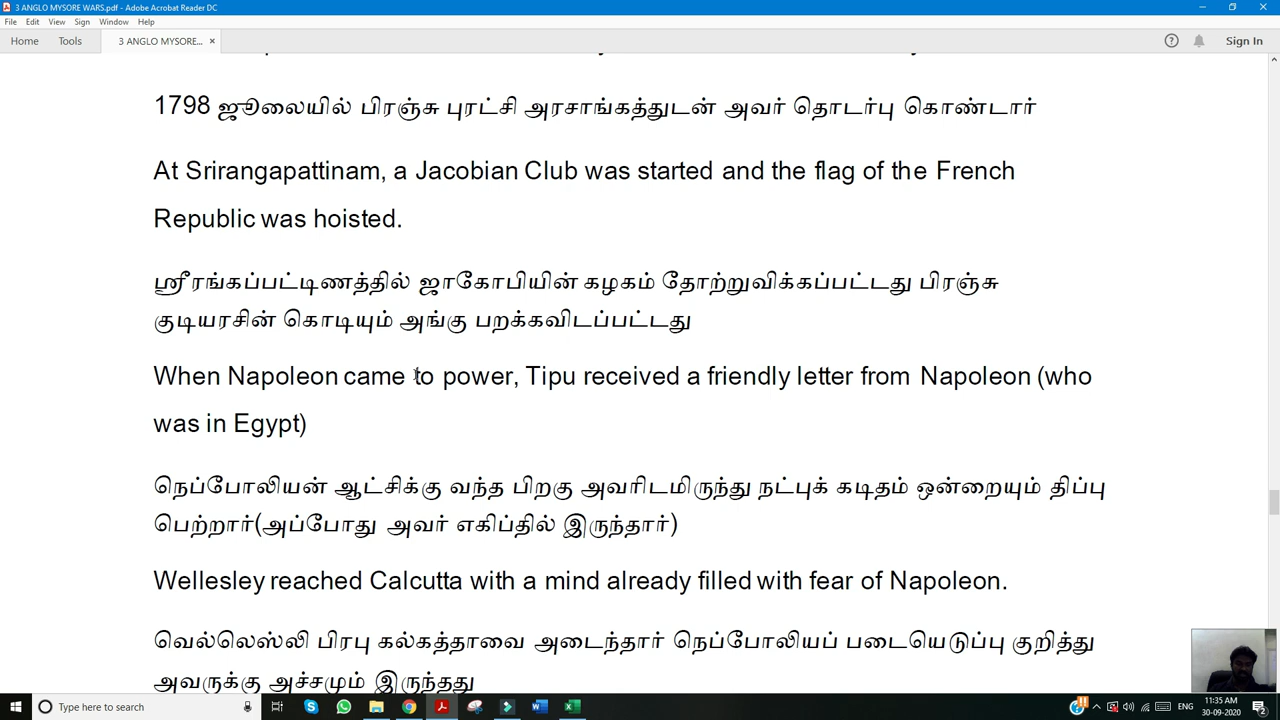 3 ANGLO MYSORE WARS.pdf - Adobe Acrobat Reader DC
File Edit View Sign Window Help
Home Tools 3 ANGLO MYSORE... × Sign In
1798 ஜூலையில் பிரஞ்சு புரட்சி அரசாங்கத்துடன் அவர் தொடர்பு கொண்டார்
At Srirangapattinam, a Jacobian Club was started and the flag of the French
Republic was hoisted.
ஸ்ரீரங்கப்பட்டிணத்தில் ஜாகோபியின் கழகம் தோற்றுவிக்கப்பட்டது பிரஞ்சு
குடியரசின் கொடியும் அங்கு பறக்கவிடப்பட்டது
When Napoleon came to power, Tipu received a friendly letter from Napoleon (who
was in Egypt)
நெப்போலியன் ஆட்சிக்கு வந்த பிறகு அவரிடமிருந்து நட்புக் கடிதம் ஒன்றையும் திப்பு
பெற்றார்(அப்போது அவர் எகிப்தில் இருந்தார்)
Wellesley reached Calcutta with a mind already filled with fear of Napoleon.
வெல்லெஸ்லி பிரபு கல்கத்தாவை அடைந்தார் நெப்போலியப் படையெடுப்பு குறித்து
அவருக்கு அச்சமும் இருந்தது
Type here to search
ENG
11:35 AM
30-09-2020